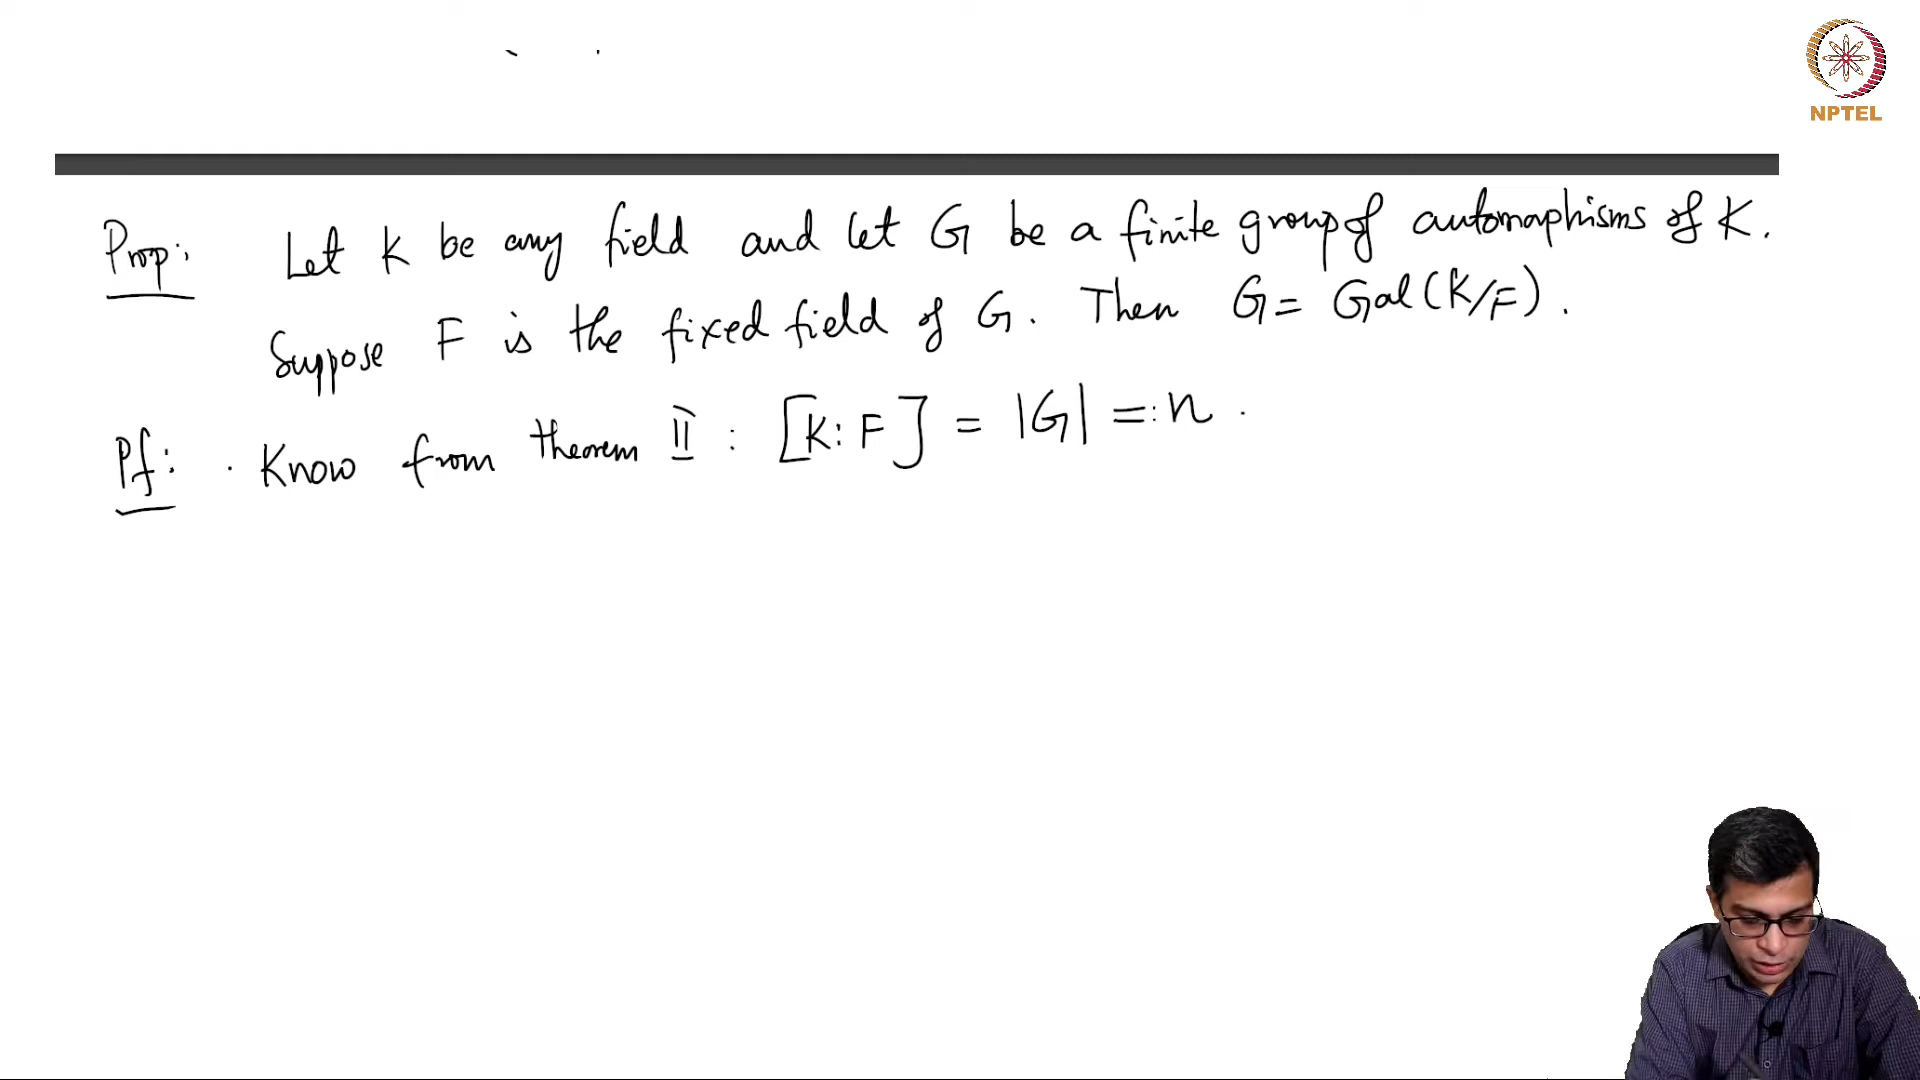 NPTEL
Prop: Let K be any field and let G be a finite group of automorphisms of K.
Suppose F is the fixed field of G. Then G = Gal(K/F).
Pf: . Know from theorem II : [K:F] = |G| =: n .